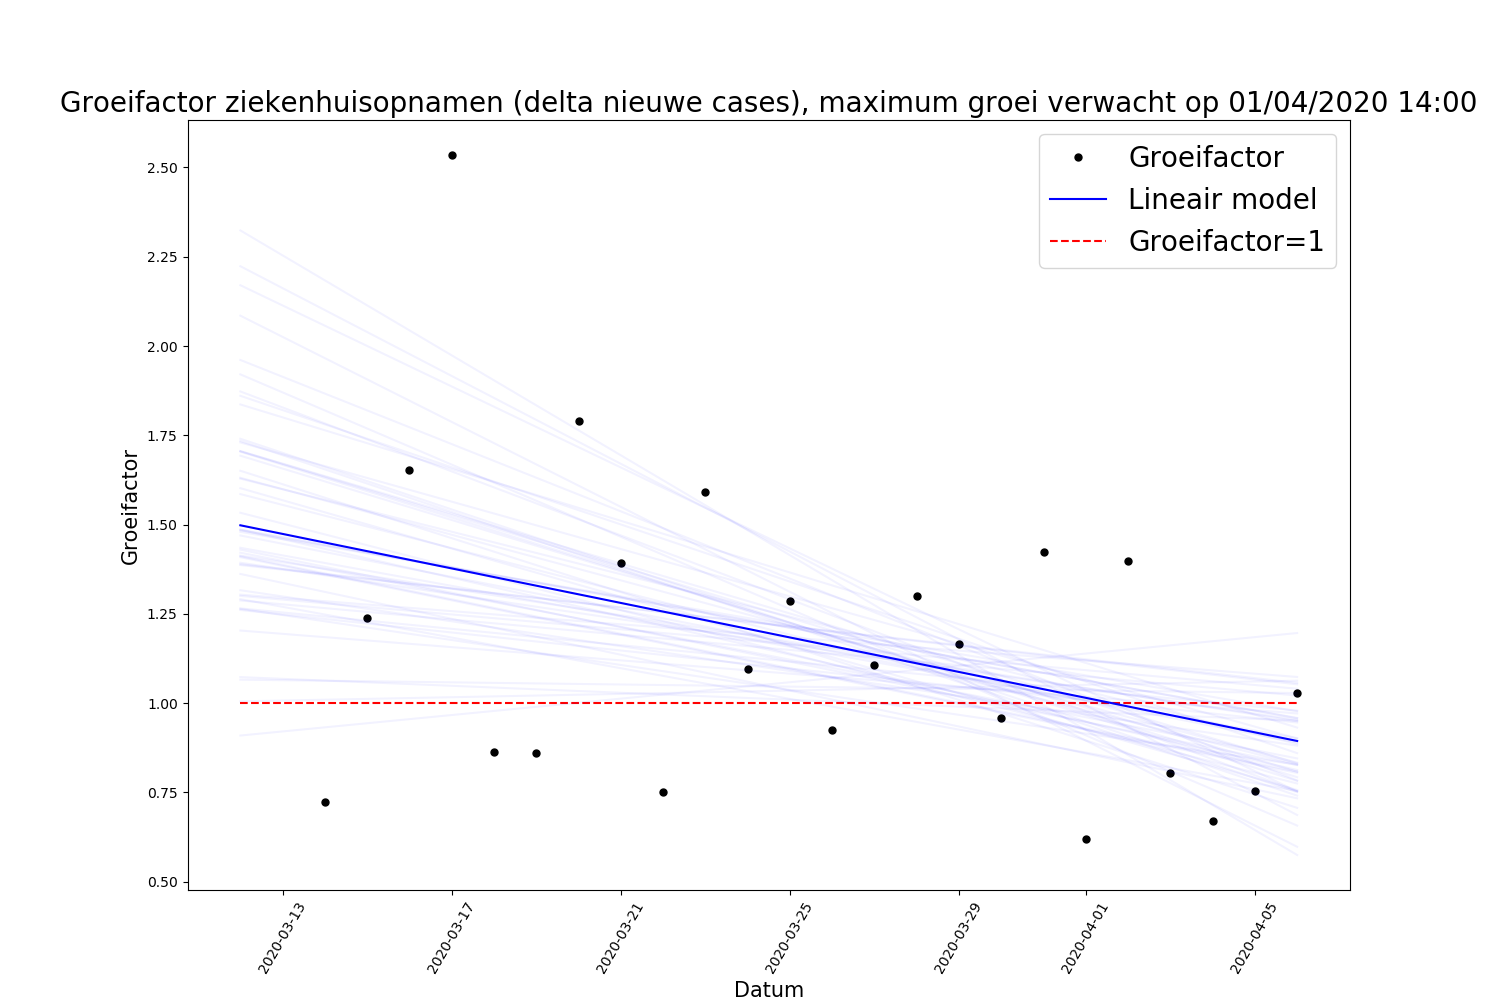 Groeifactor ziekenhuisopnamen (delta nieuwe cases), maximum groei verwacht op 01/04/2020 14:00
Groeifactor
Lineair model
Groeifactor=1
2.50
2.25
2.00
1.75
1.50
1.25
1.00
0.75
0.50
Groeifactor
2020-03-13
2020-03-17
2020-03-21
2020-03-25
2020-03-29
2020-04-01
2020-04-05
Datum